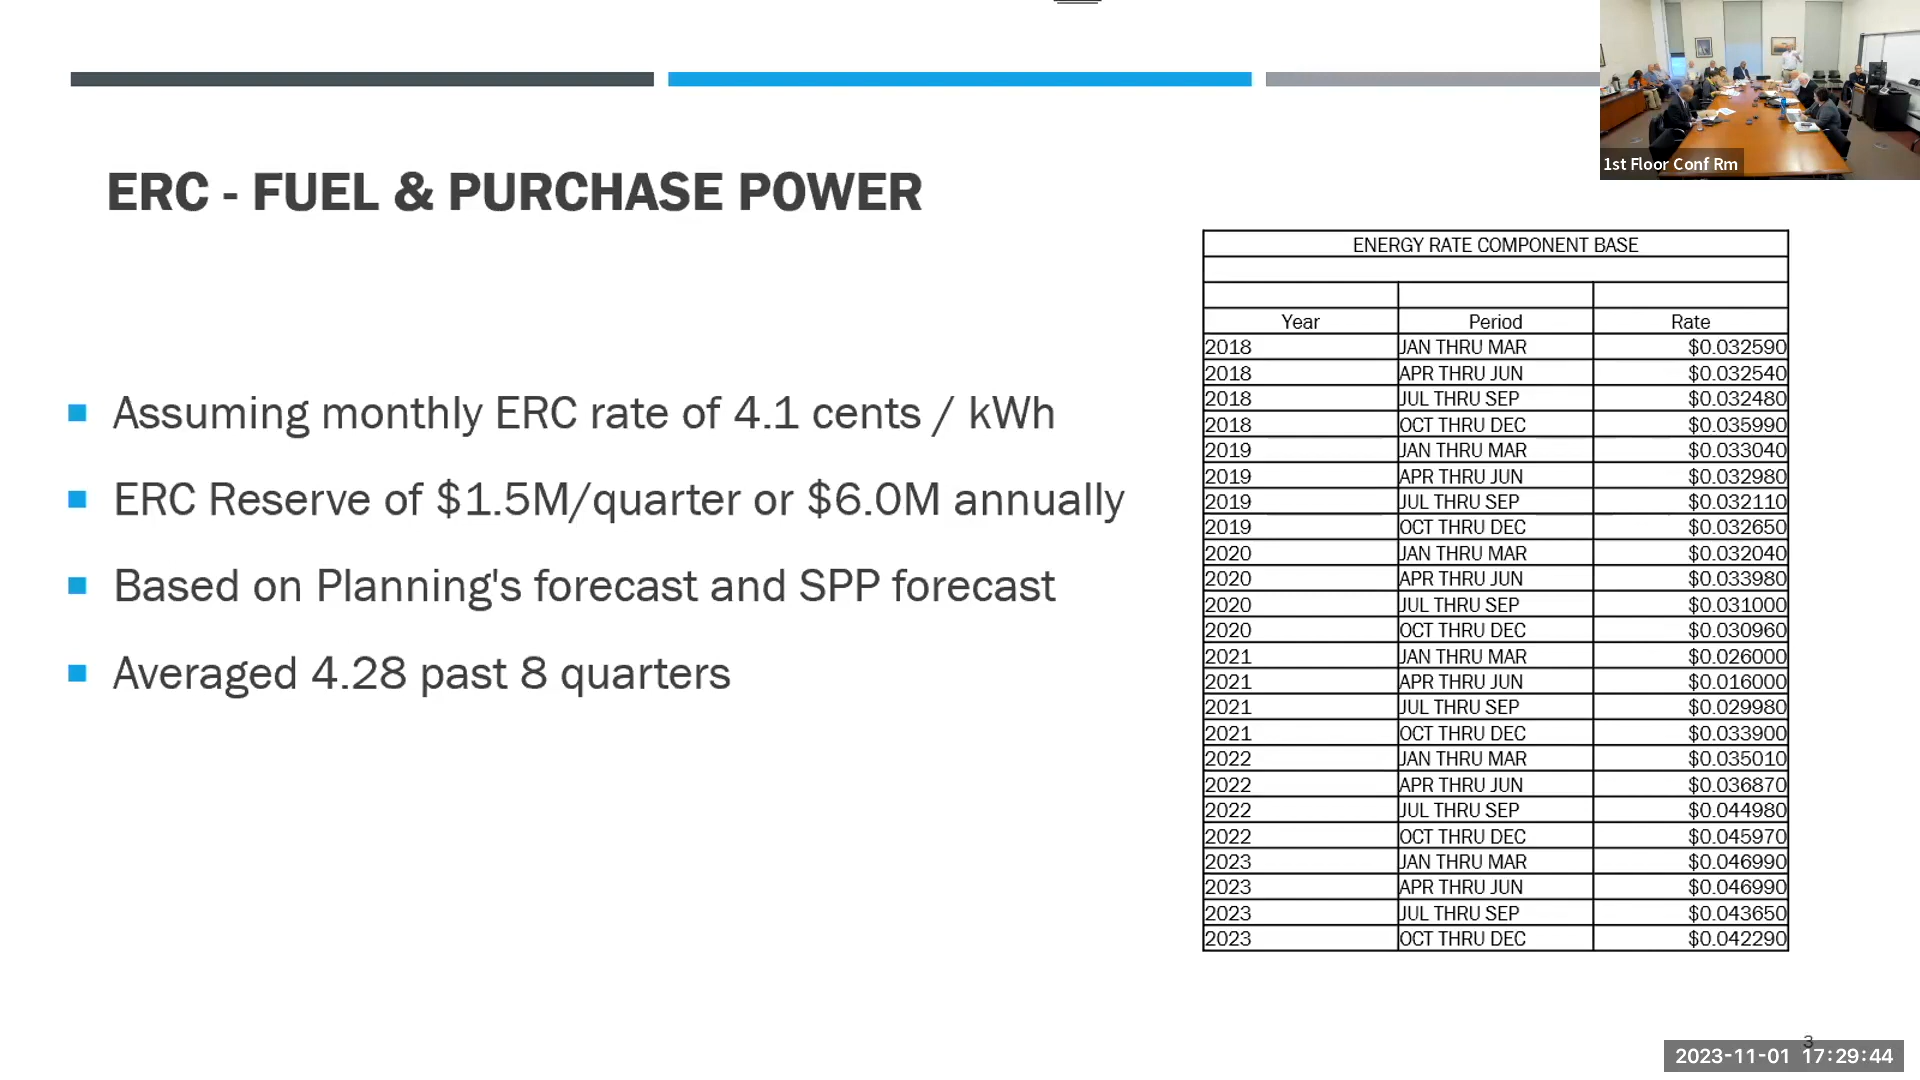 1st Floor Conf Rm
ERC - FUEL & PURCHASE POWER
Assuming monthly ERC rate of 4.1 cents / kWh
ERC Reserve of $1.5M/quarter or $6.0M annually
Based on Planning's forecast and SPP forecast
Averaged 4.28 past 8 quarters
ENERGY RATE COMPONENT BASE
Year Period Rate
2018 JAN THRU MAR $0.032590
2018 APR THRU JUN $0.032540
2018 JUL THRU SEP $0.032480
2018 OCT THRU DEC $0.035990
2019 JAN THRU MAR $0.033040
2019 APR THRU JUN $0.032980
2019 JUL THRU SEP $0.032110
2019 OCT THRU DEC $0.032650
2020 JAN THRU MAR $0.032040
2020 APR THRU JUN $0.033980
2020 JUL THRU SEP $0.031000
2020 OCT THRU DEC $0.030960
2021 JAN THRU MAR $0.026000
2021 APR THRU JUN $0.016000
2021 JUL THRU SEP $0.029980
2021 OCT THRU DEC $0.033900
2022 JAN THRU MAR $0.035010
2022 APR THRU JUN $0.036870
2022 JUL THRU SEP $0.044980
2022 OCT THRU DEC $0.045970
2023 JAN THRU MAR $0.046990
2023 APR THRU JUN $0.046990
2023 JUL THRU SEP $0.043650
2023 OCT THRU DEC $0.042290
3
2023-11-01 17:29:44